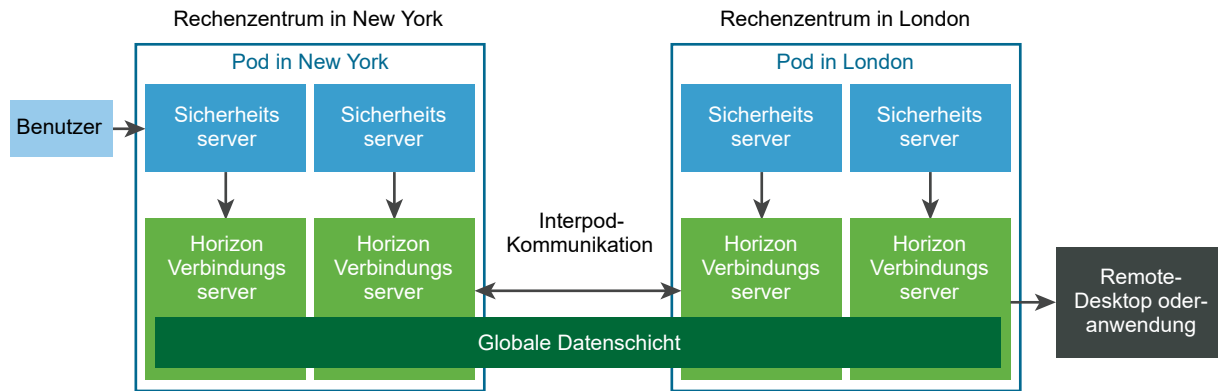 Rechenzentrum in New York
Rechenzentrum in London
Pod in New York
Pod in London
Benutzer
Sicherheits
server
Sicherheits
server
Sicherheits
server
Sicherheits
server
Horizon
Verbindungs
server
Horizon
Verbindungs
server
Interpod-
Kommunikation
Horizon
Verbindungs
server
Horizon
Verbindungs
server
Remote-
Desktop oder-
anwendung
Globale Datenschicht